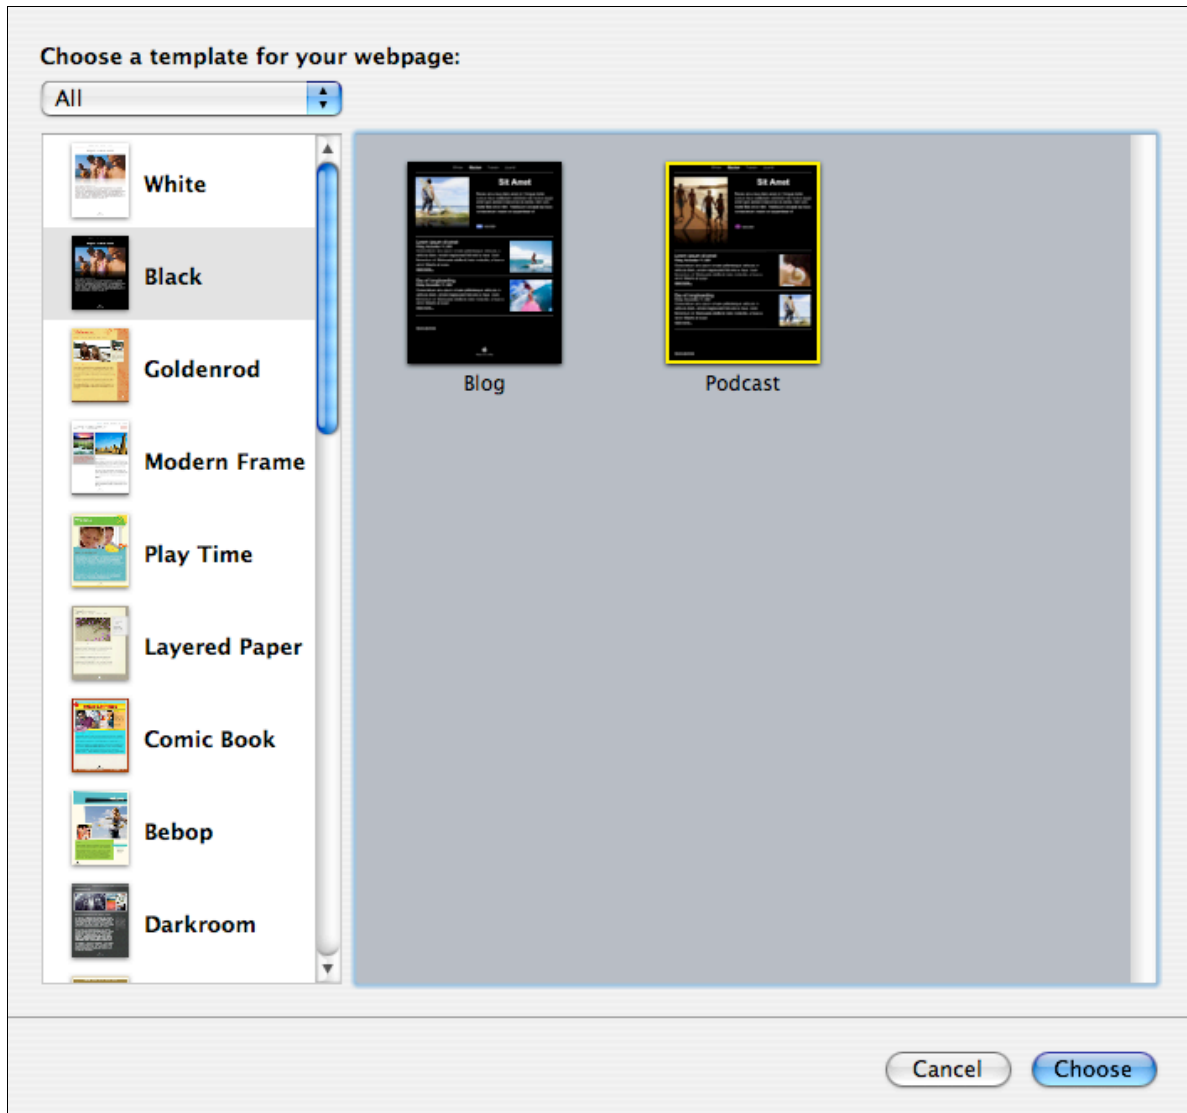 Choose a template for your webpage:
All
White
Black
Goldenrod
Modern Frame
Play Time
Layered Paper
Comic Book
Bebop
Darkroom
Sit Amet
Blog
Sit Amet
Podcast
Cancel
Choose